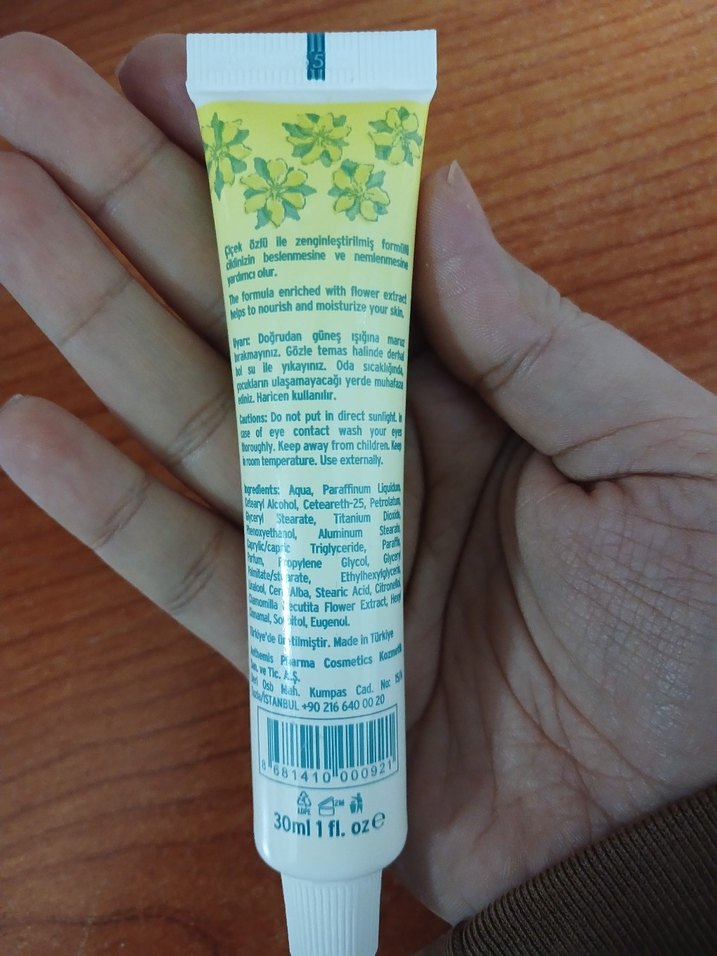 Çiçek özlü ile zenginleştirilmiş formülü
cildinizin beslenmesine ve nemlenmesine
yardımcı olur.
The formula enriched with flower extract
helps to nourish and moisturize your skin.
Uyarı: Doğrudan güneş ışığına maruz
bırakmayınız. Gözle temas halinde derhal
bol su ile yıkayınız. Oda sıcaklığında,
çocukların ulaşamayacağı yerde muhafaza
ediniz. Haricen kullanılır.
Cautions: Do not put in direct sunlight. In
case of eye contact wash your eyes
thoroughly. Keep away from children. Keep
in room temperature. Use externally.
Ingredients: Aqua, Paraffinum Liquidum,
Cetearyl Alcohol, Ceteareth-25, Petrolatum,
Glyceryl Stearate, Titanium Dioxide,
Phenoxyethanol, Aluminum Stearate,
Caprylic/capric Triglyceride, Paraffin,
Parfum, Propylene Glycol, Glyceryl
Palmitate/stearate, Ethylhexylglycerin,
Linalool, Cera Alba, Stearic Acid, Citronellol,
Chamomilla Recutita Flower Extract, Hexyl
Cinnamal, Sorbitol, Eugenol.
Türkiye'de üretilmiştir. Made in Türkiye
Anthemis Pharma Cosmetics Kozmetik
San. ve Tic. A.Ş.
Deri Osb Mah. Kumpas Cad. No:
Tuzla/İSTANBUL +90 216 640 00 20
8 681410 000921
LDPE
30ml 1 fl. oz e